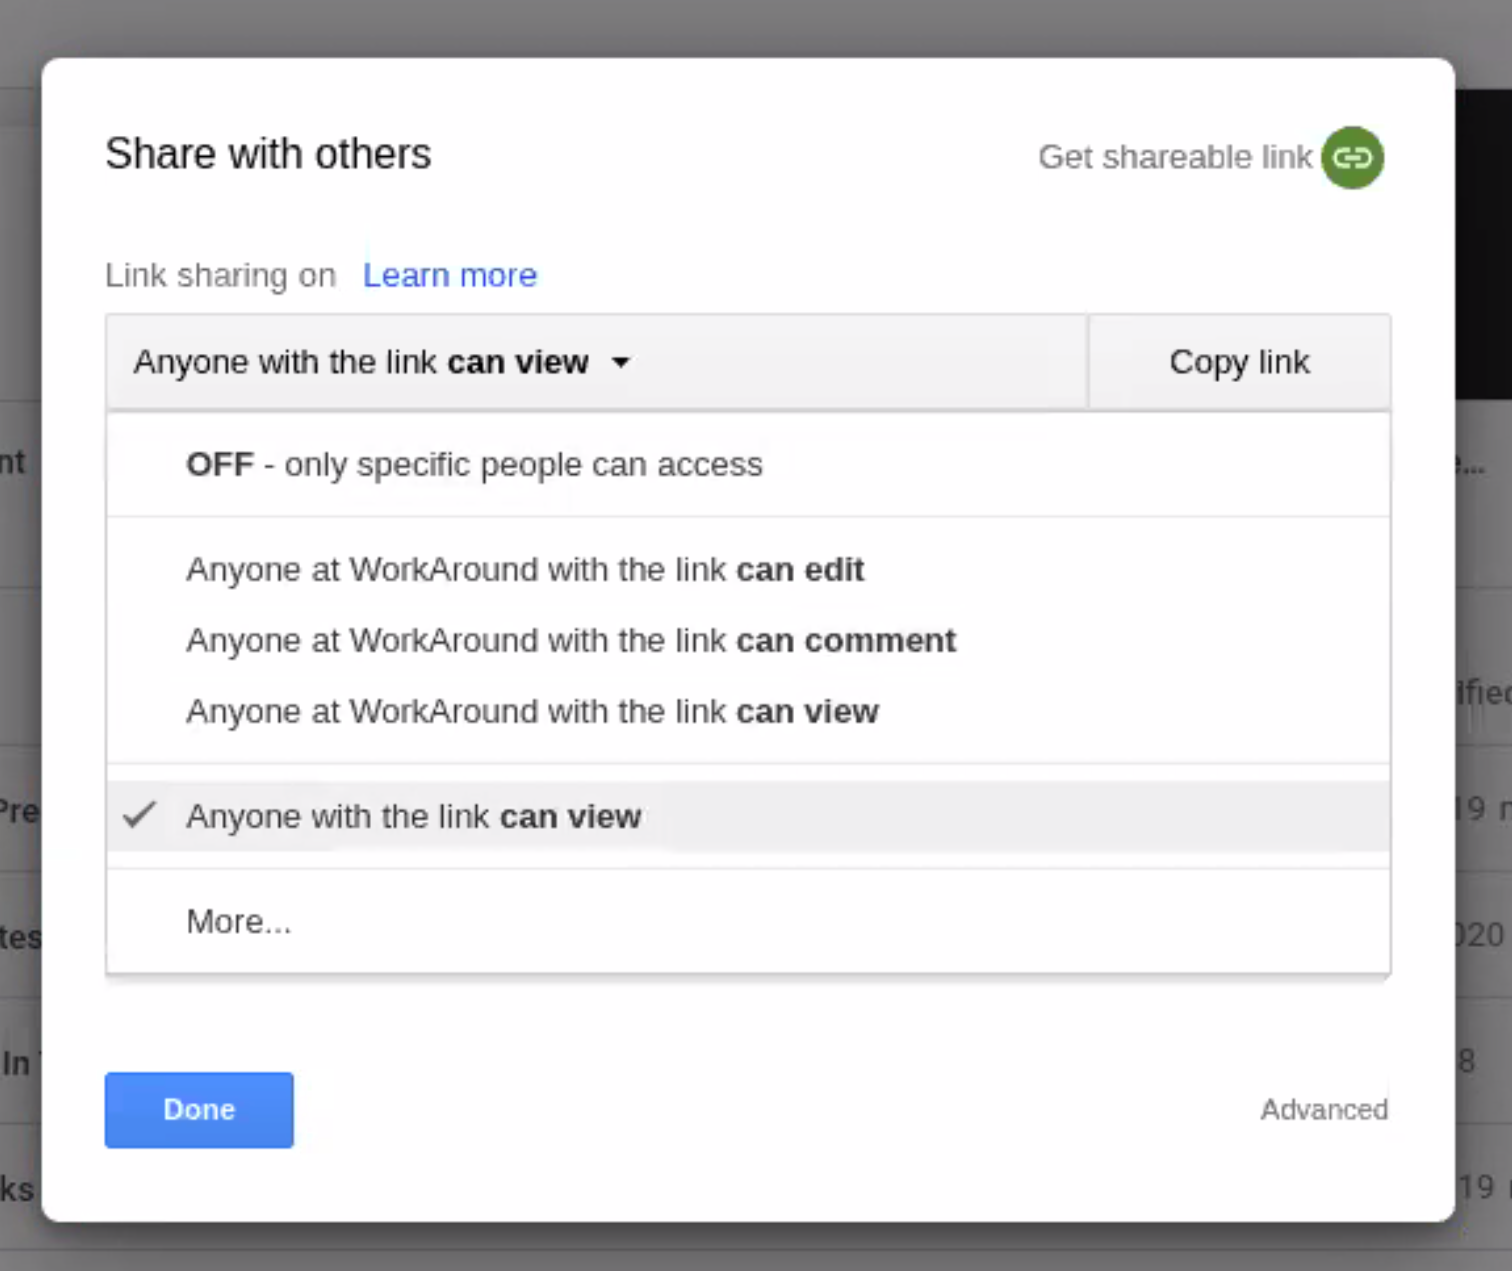 Share with others
Get shareable link
Link sharing on Learn more
Anyone with the link can view
Copy link
OFF - only specific people can access
Anyone at WorkAround with the link can edit
Anyone at WorkAround with the link can comment
Anyone at WorkAround with the link can view
Anyone with the link can view
More...
Done
Advanced